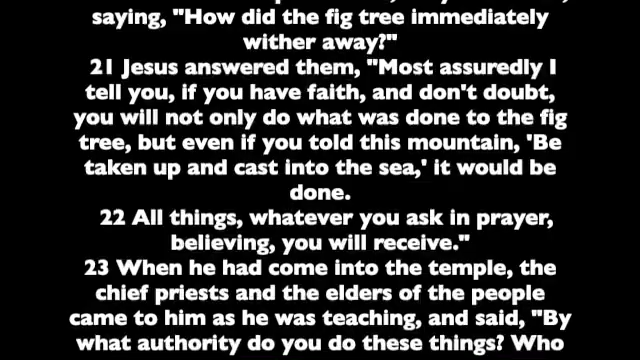 saying, "How did the fig tree immediately
wither away?"
21 Jesus answered them, "Most assuredly I
tell you, if you have faith, and don't doubt,
you will not only do what was done to the fig
tree, but even if you told this mountain, 'Be
taken up and cast into the sea,' it would be
done.
22 All things, whatever you ask in prayer,
believing, you will receive."
23 When he had come into the temple, the
chief priests and the elders of the people
came to him as he was teaching, and said, "By
what authority do you do these things? Who